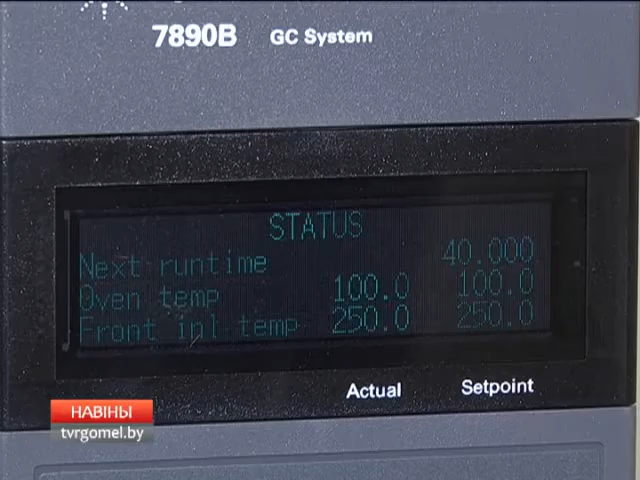 7890B GC System
STATUS
Next runtime 40.000
Oven temp 100.0 100.0
Front inl temp 250.0 250.0
Actual Setpoint
НАВІНЫ
tvrgomel.by